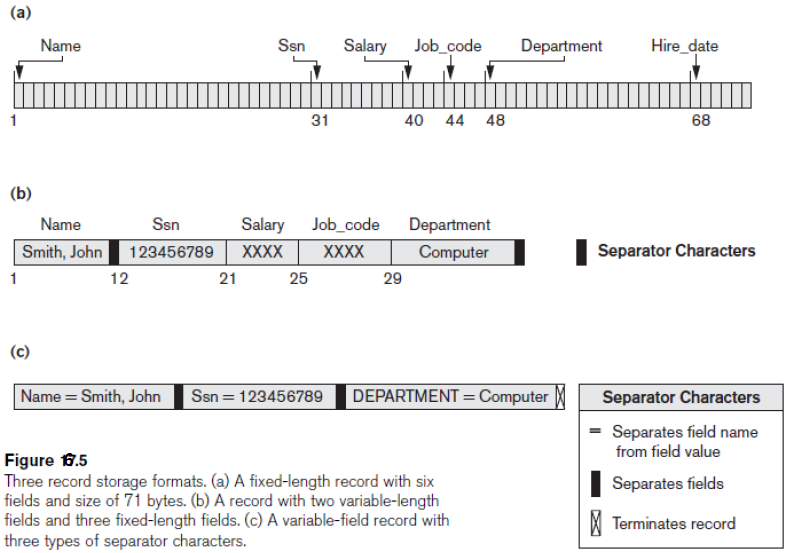 (a)
Name Ssn Salary Job_code Department Hire_date
1 31 40 44 48 68
(b)
Name Ssn Salary Job_code Department
Smith, John 123456789 XXXX XXXX Computer Separator Characters
1 12 21 25 29
(c)
Name = Smith, John Ssn = 123456789 DEPARTMENT = Computer
Separator Characters
= Separates field name
from field value
Separates fields
Terminates record
Figure
Three record storage formats. (a) A fixed-length record with six
fields and size of 71 bytes. (b) A record with two variable-length
fields and three fixed-length fields. (c) A variable-field record with
three types of separator characters.